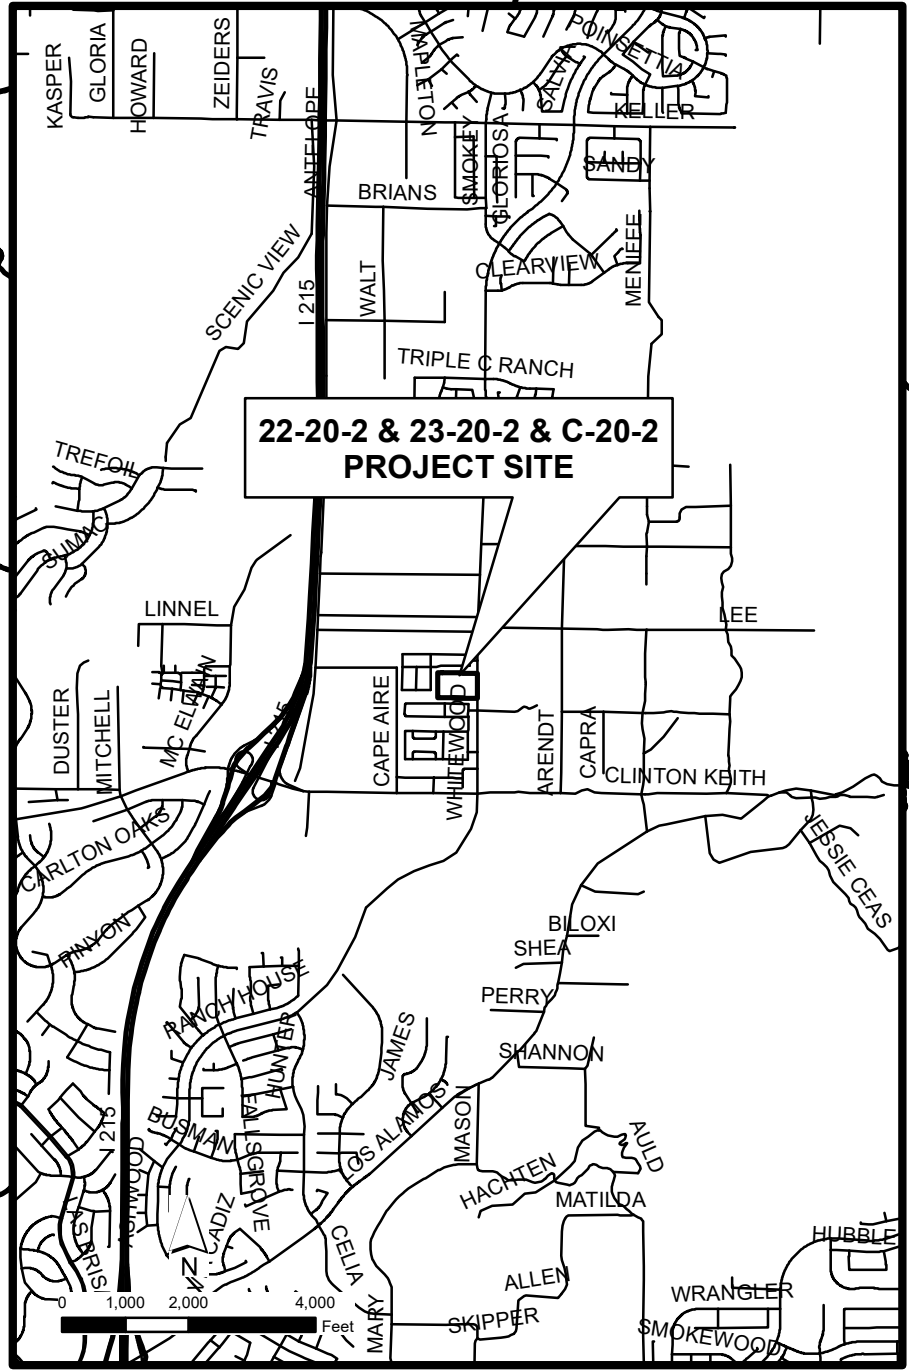 POINSETTIA
KASPER
GLORIA
HOWARD
ZEIDERS
TRAVIS
ANTELOPE
MAPLETON
SALVIA
KELLER
SMOKEY
GLORIOSA
SANDY
BRIANS
SCENIC VIEW
I 215
WALT
CLEARVIEW
MENIFEE
TRIPLE C RANCH
22-20-2 & 23-20-2 & C-20-2
PROJECT SITE
TREFOIL
SUMAC
LINNEL
LEE
DUSTER
MITCHELL
MC ELWAIN
CAPE AIRE
WHITEWOOD
ARENDT
CAPRA
CLINTON KEITH
CARLTON OAKS
JESSIE CEAS
PINYON
BILOXI
SHEA
RANCH HOUSE
PERRY
JAMES
SHANNON
I 215
BUSMAN
FALLSGROVE
LOS ALAMOS
MASON
AULD
HACHTEN
MATILDA
CADIZ
CELIA
HUBBLE
N
ALLEN
WRANGLER
MARY
SKIPPER
SMOKEWOOD
0 1,000 2,000 4,000
Feet